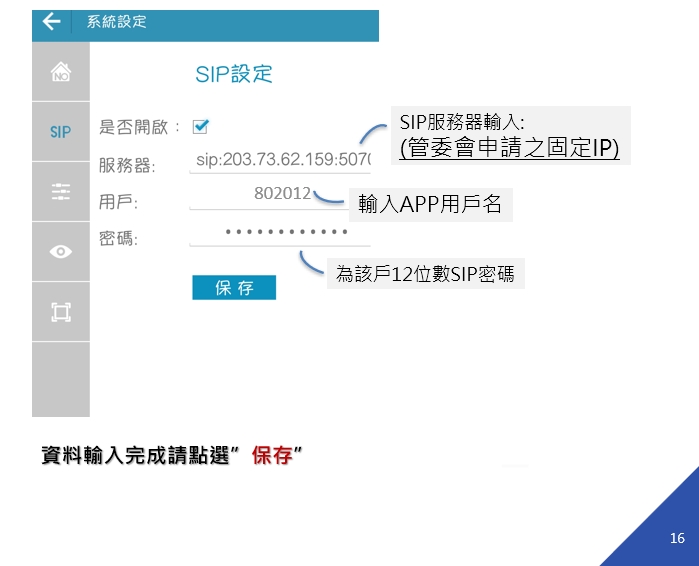 系統設定
NO
SIP設定
SIP
是否開啟：
SIP服務器輸入:
(管委會申請之固定IP)
服務器:
sip:203.73.62.159:5070
用戶:
802012
輸入APP用戶名
密碼:
為該戶12位數SIP密碼
保存
資料輸入完成請點選”保存”
16